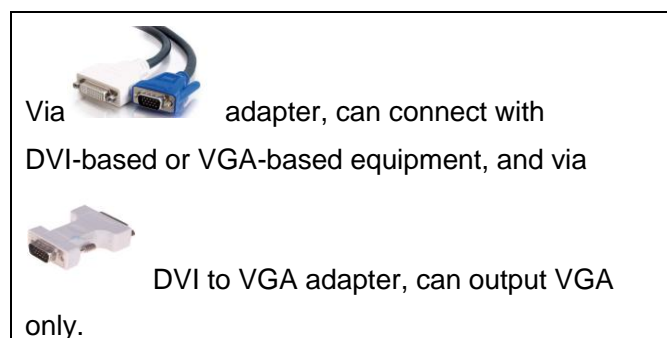 Via adapter, can connect with
DVI-based or VGA-based equipment, and via
DVI to VGA adapter, can output VGA
only.